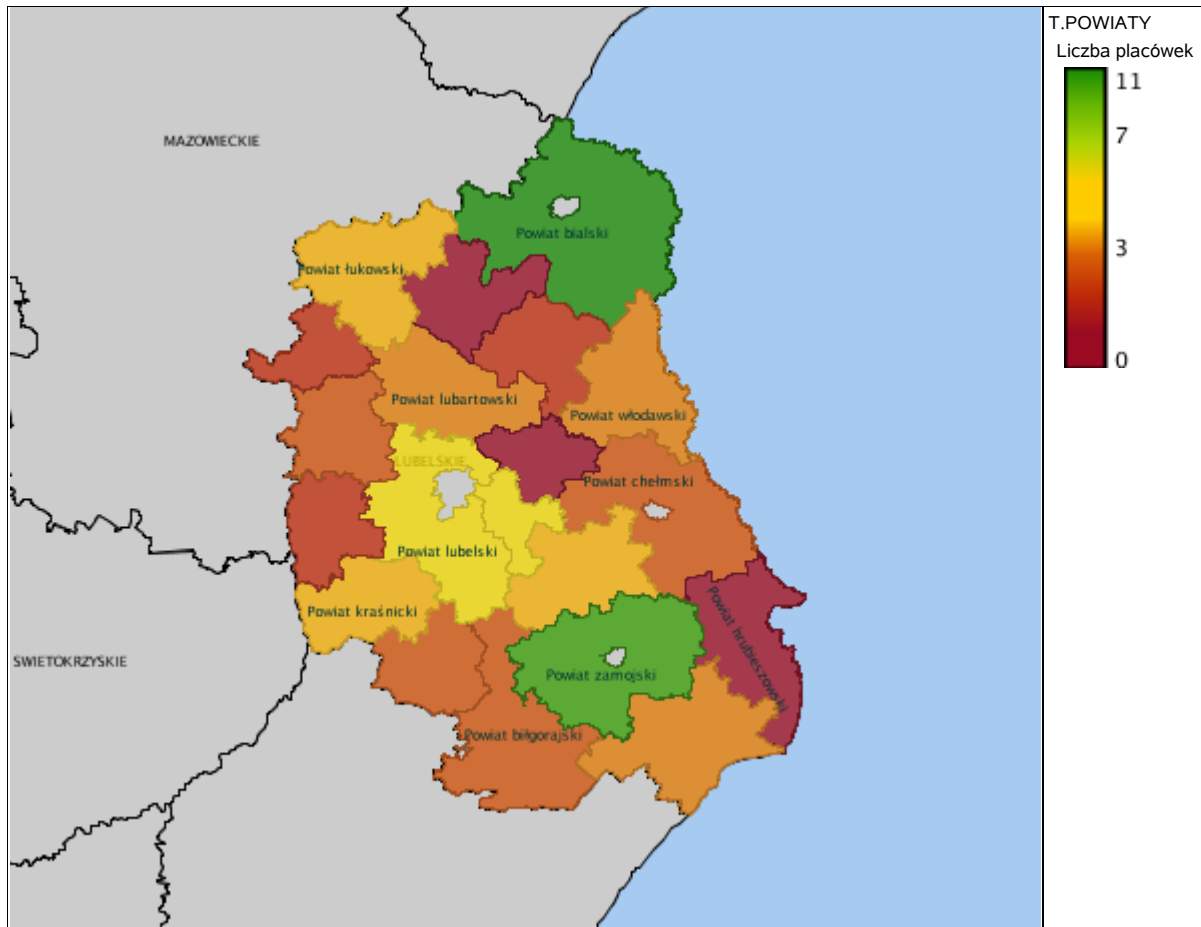 T.POWIATY
Liczba placówek
11
7
3
0
MAZOWIECKIE
Powiat bialski
Powiat łukowski
Powiat lubartowski
Powiat włodawski
LUBELSKIE
Powiat chełmski
Powiat lubelski
Powiat kraśnicki
Powiat hrubieszowski
SWIETOKRZYSKIE
Powiat zamojski
Powiat biłgorajski